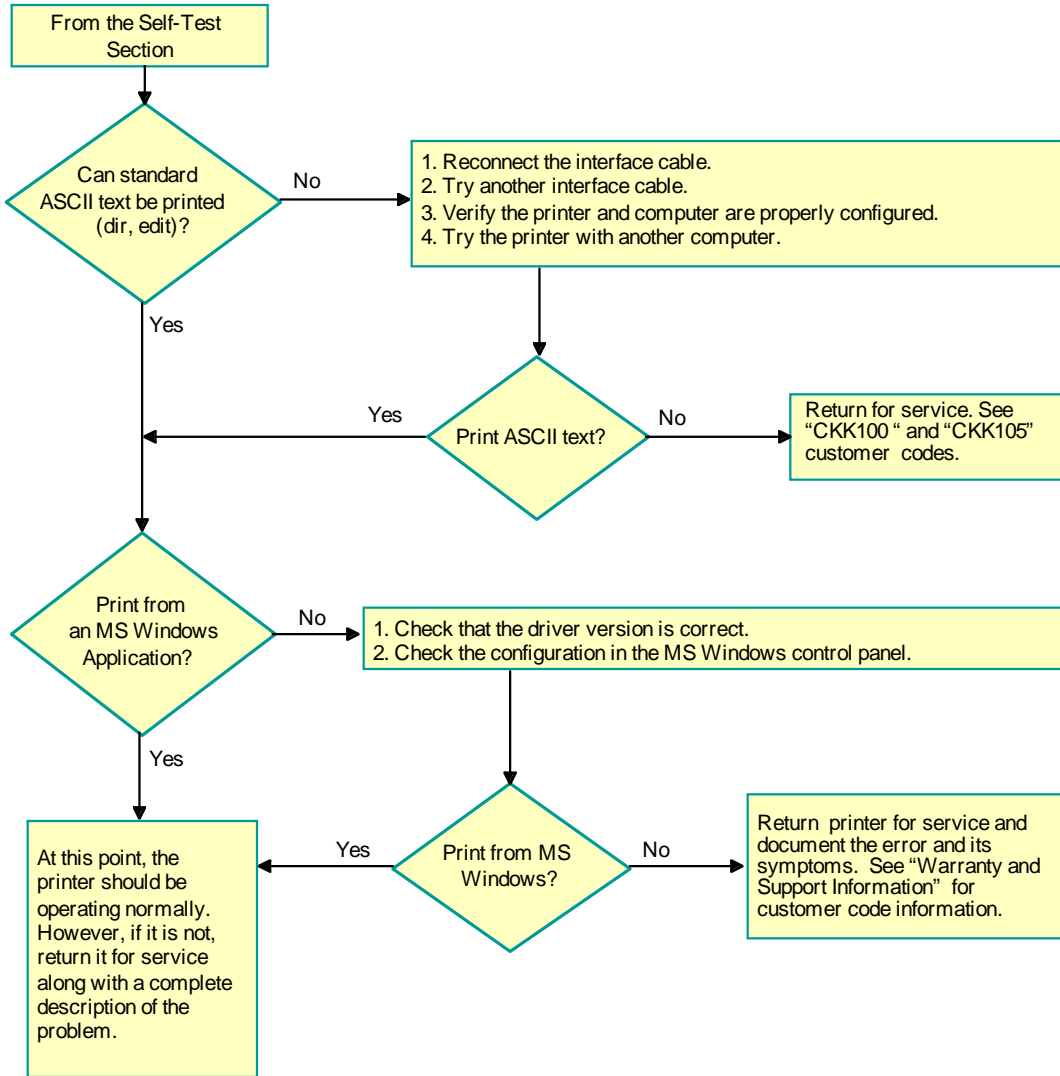 From the Self-Test
Section
Can standard
ASCII text be printed
(dir, edit)?
No
1. Reconnect the interface cable.
2. Try another interface cable.
3. Verify the printer and computer are properly configured.
4. Try the printer with another computer.
Yes
Yes
Print ASCII text?
No
Return for service. See
“CKK100 “ and “CKK105”
customer codes.
Print from
an MS Windows
Application?
No
1. Check that the driver version is correct.
2. Check the configuration in the MS Windows control panel.
Yes
At this point, the
printer should be
operating normally.
However, if it is not,
return it for service
along with a complete
description of the
problem.
Yes
Print from MS
Windows?
No
Return printer for service and
document the error and its
symptoms. See “Warranty and
Support Information” for
customer code information.